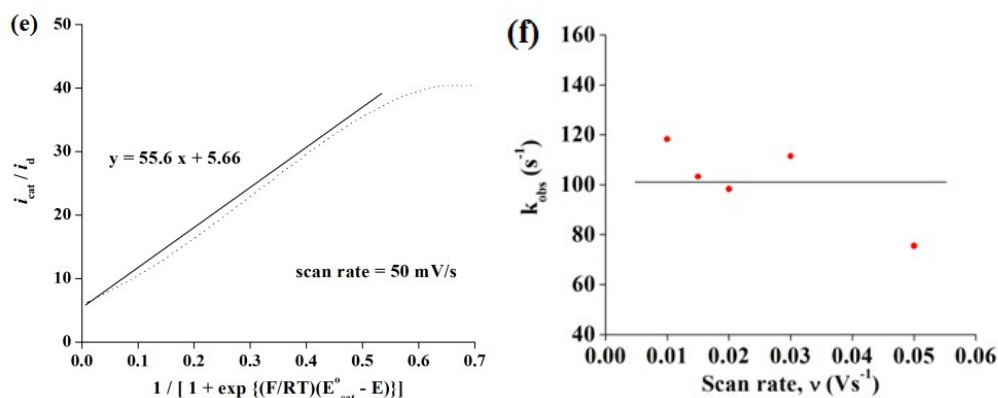 (e)
50
40
30
20
10
0
i_cat / i_d
y = 55.6 x + 5.66
scan rate = 50 mV/s
0.0 0.1 0.2 0.3 0.4 0.5 0.6 0.7
1 / [ 1 + exp {(F/RT)(E°_cat - E)}]
(f)
160
140
120
100
80
60
40
k_obs (s⁻¹)
0.00 0.01 0.02 0.03 0.04 0.05 0.06
Scan rate, ν (Vs⁻¹)